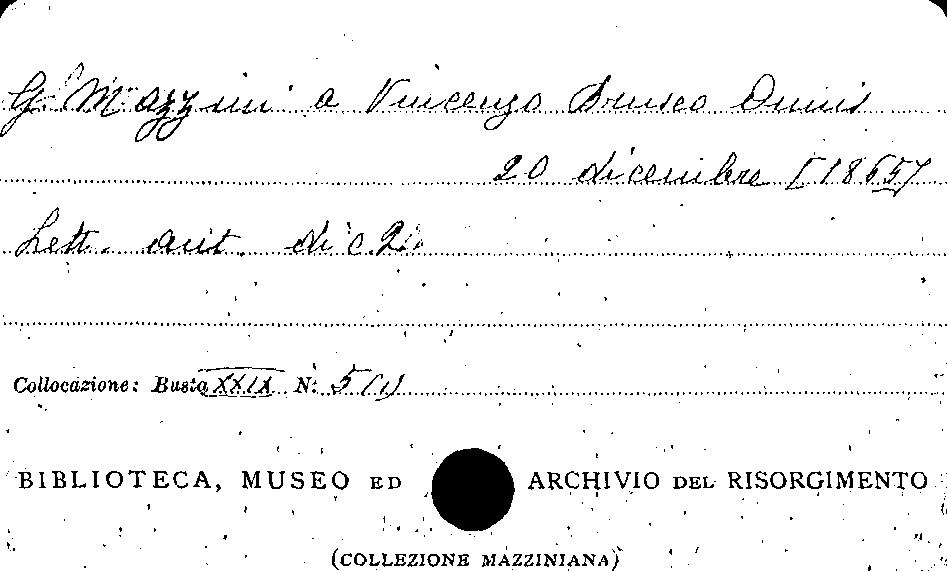 G. Mazzini a Vincenzo Brusco Onnis
20 dicembre [1865]
Lett. aut. di c. 2
Collocazione: Busta XXIX N. 5 (1)
BIBLIOTECA, MUSEO ED ARCHIVIO DEL RISORGIMENTO
(COLLEZIONE MAZZINIANA)